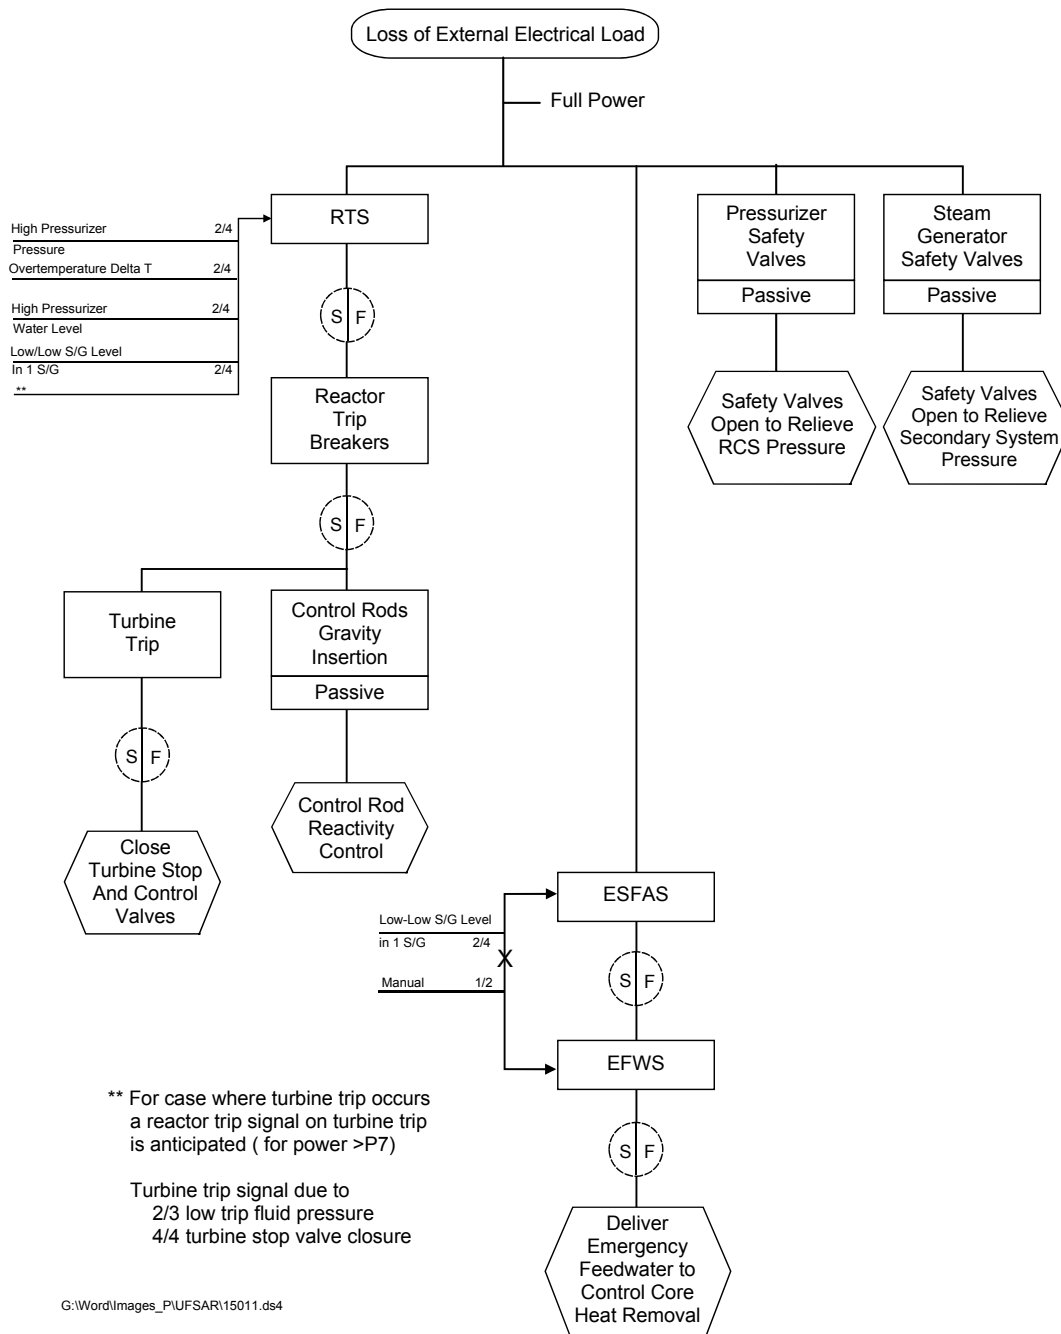 Loss of External Electrical Load
Full Power
RTS
High Pressurizer 2/4
Pressure
Overtemperature Delta T 2/4
High Pressurizer 2/4
Water Level
Low/Low S/G Level
In 1 S/G 2/4
**
Pressurizer
Safety
Valves
Passive
Steam
Generator
Safety Valves
Passive
S F
Reactor
Trip
Breakers
Safety Valves
Open to Relieve
RCS Pressure
Safety Valves
Open to Relieve
Secondary System
Pressure
S F
Turbine
Trip
Control Rods
Gravity
Insertion
Passive
S F
Control Rod
Reactivity
Control
Close
Turbine Stop
And Control
Valves
ESFAS
Low-Low S/G Level
in 1 S/G 2/4
X
Manual 1/2
S F
EFWS
S F
Deliver
Emergency
Feedwater to
Control Core
Heat Removal
** For case where turbine trip occurs
a reactor trip signal on turbine trip
is anticipated ( for power >P7)
Turbine trip signal due to
2/3 low trip fluid pressure
4/4 turbine stop valve closure
G:\Word\Images_P\UFSAR\15011.ds4